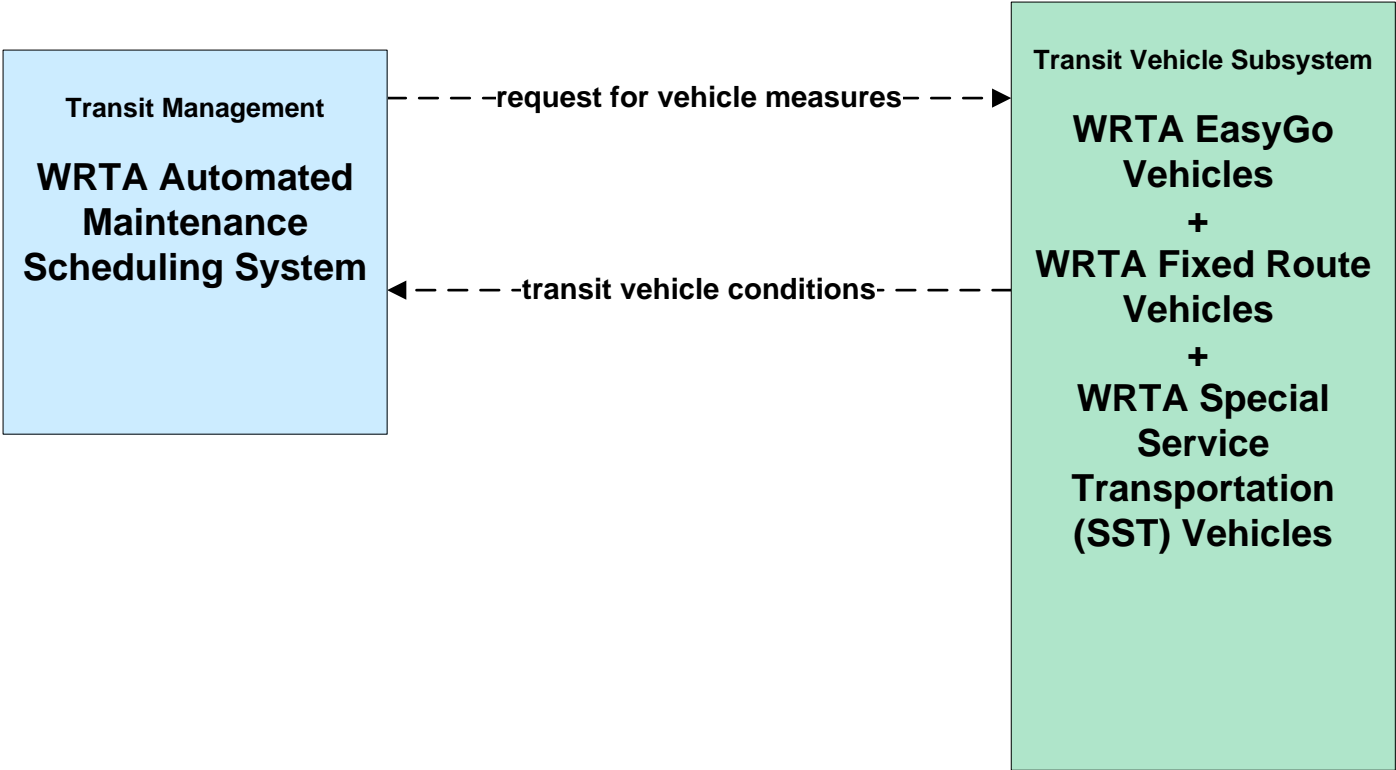 Transit Management
WRTA Automated
Maintenance
Scheduling System
request for vehicle measures
transit vehicle conditions
Transit Vehicle Subsystem
WRTA EasyGo
Vehicles
+
WRTA Fixed Route
Vehicles
+
WRTA Special
Service
Transportation
(SST) Vehicles